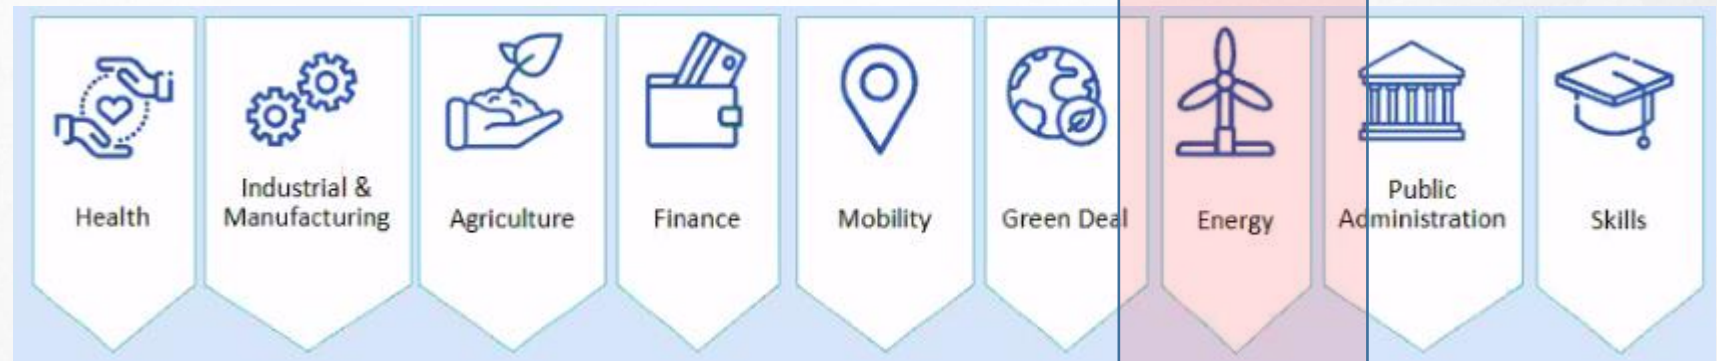 Health
Industrial &
Manufacturing
Agriculture
Finance
Mobility
Green Deal
Energy
Public
Administration
Skills